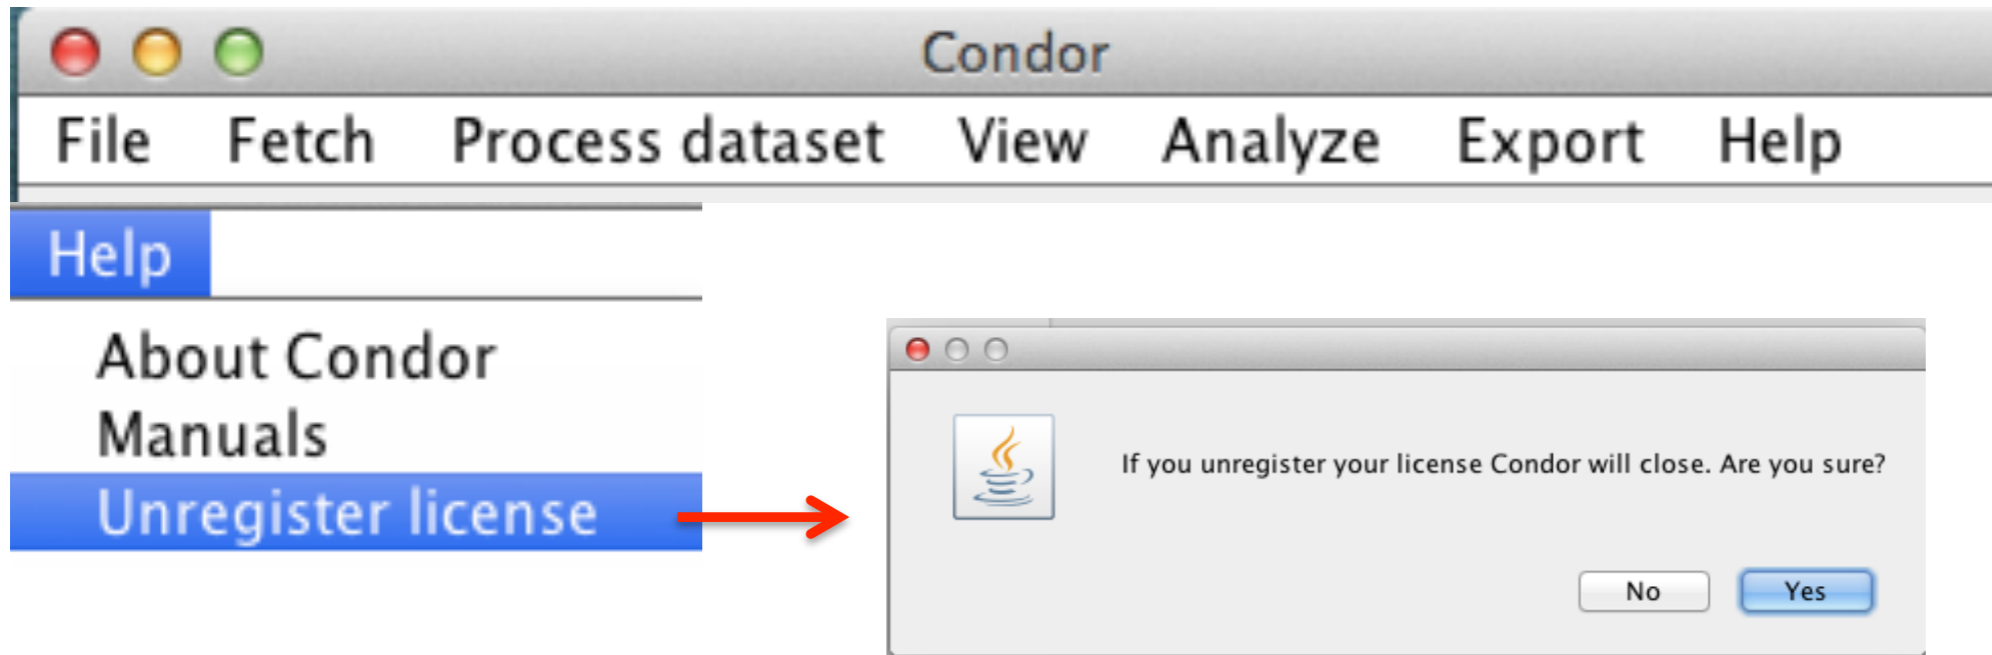 Condor
File Fetch Process dataset View Analyze Export Help
Help
About Condor
Manuals
Unregister license
If you unregister your license Condor will close. Are you sure?
No Yes